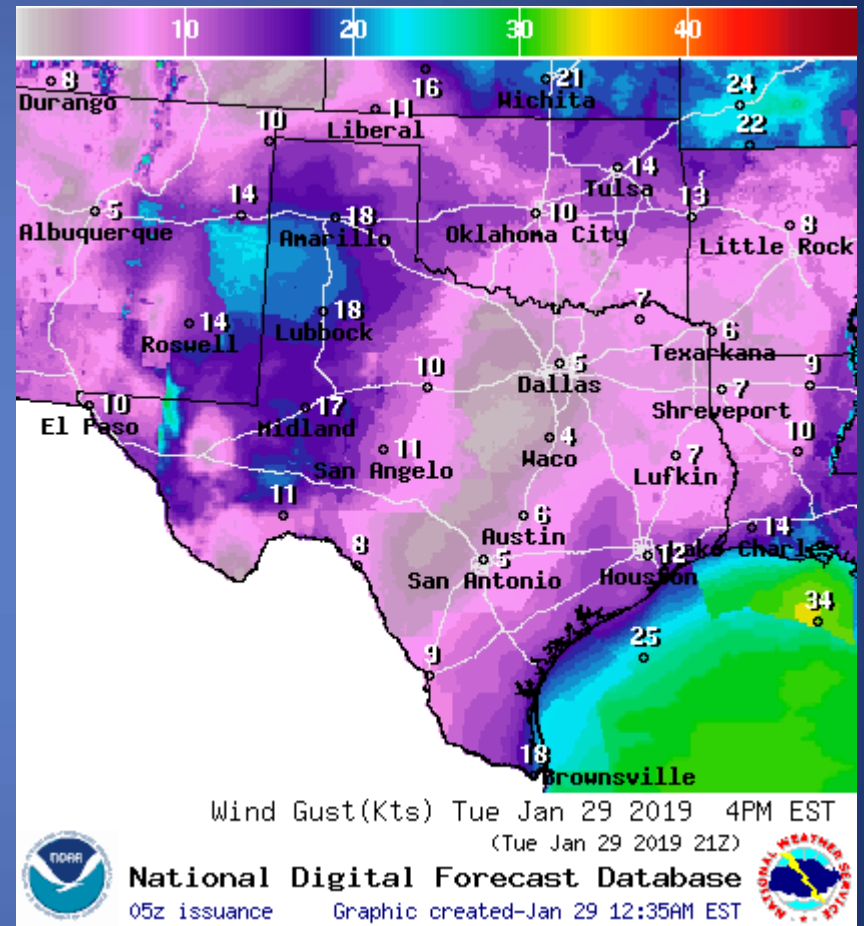 10 20 30 40
8 16 21 24
Durango Wichita
11
Liberal
10 22
14
Tulsa
5 14 18 10 13 8
Albuquerque Amarillo Oklahoma City Little Rock
14 18 7
Roswell Lubbock
6
Texarkana
10 5 7 9
Dallas Shreveport
10 17
El Paso Midland
11 4 7 10
San Angelo Waco Lufkin
11 6 14
Austin
8 5 12 Lake Charl
San Antonio Houston
34
25
9
18
Brownsville
Wind Gust(Kts) Tue Jan 29 2019 4PM EST
(Tue Jan 29 2019 21Z)
NOAA
NATIONAL WEATHER SERVICE
National Digital Forecast Database
05z issuance Graphic created-Jan 29 12:35AM EST